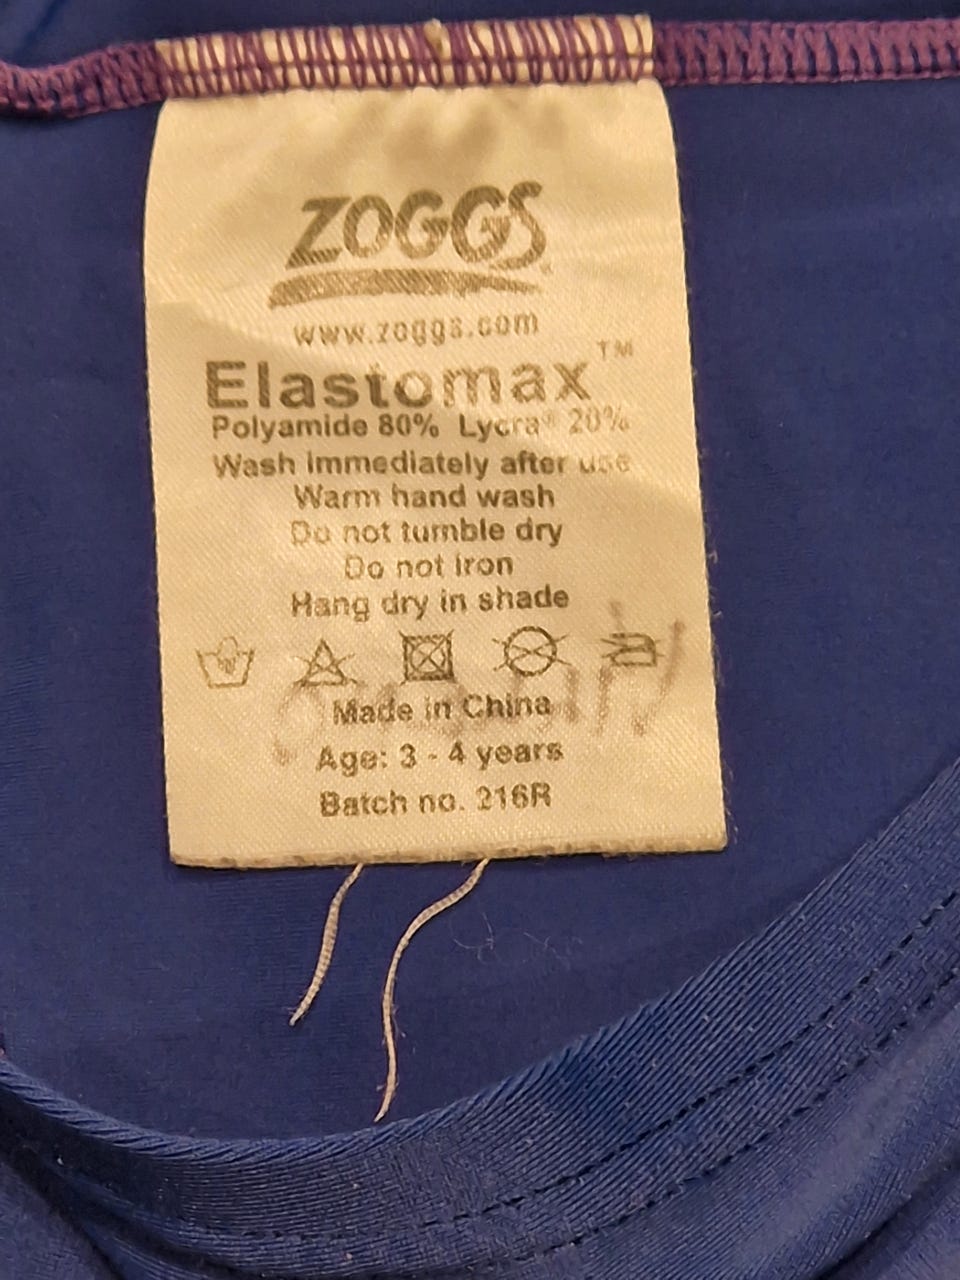 ZOGGS
www.zoggs.com
Elastomax™
Polyamide 80% Lycra® 20%
Wash immediately after use
Warm hand wash
Do not tumble dry
Do not iron
Hang dry in shade
Made in China
Age: 3 - 4 years
Batch no. 216R